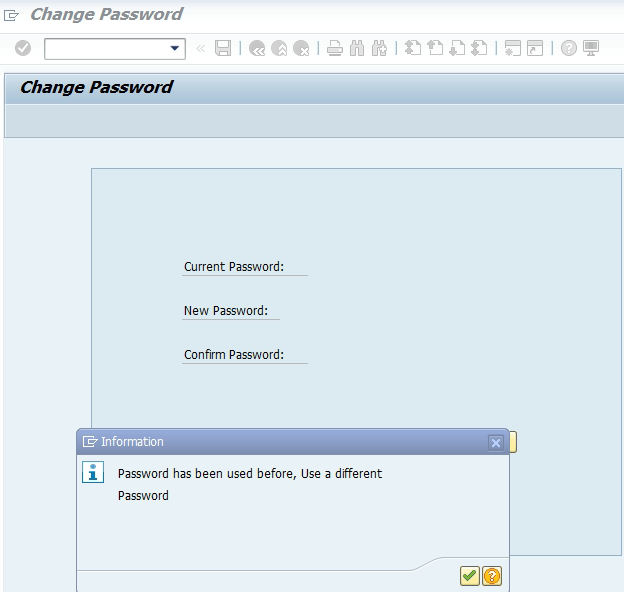 Change Password
Change Password
Current Password:
New Password:
Confirm Password:
Information
Password has been used before, Use a different
Password